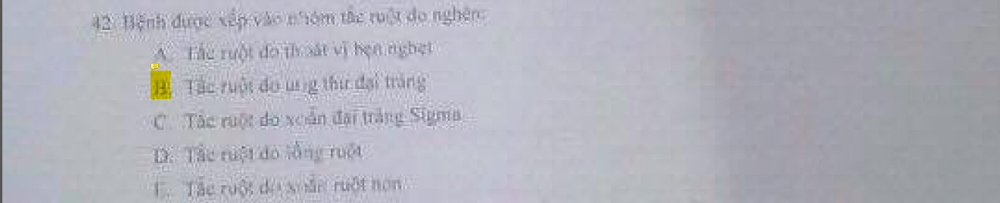 42. Bệnh được xếp vào nhóm tắc ruột do nghẽn:
A. Tắc ruột do thoát vị bẹn nghẹt
B. Tắc ruột do ung thư đại tràng
C. Tắc ruột do xoắn đại tràng Sigma
D. Tắc ruột do lồng ruột
E. Tắc ruột do xoắn ruột non